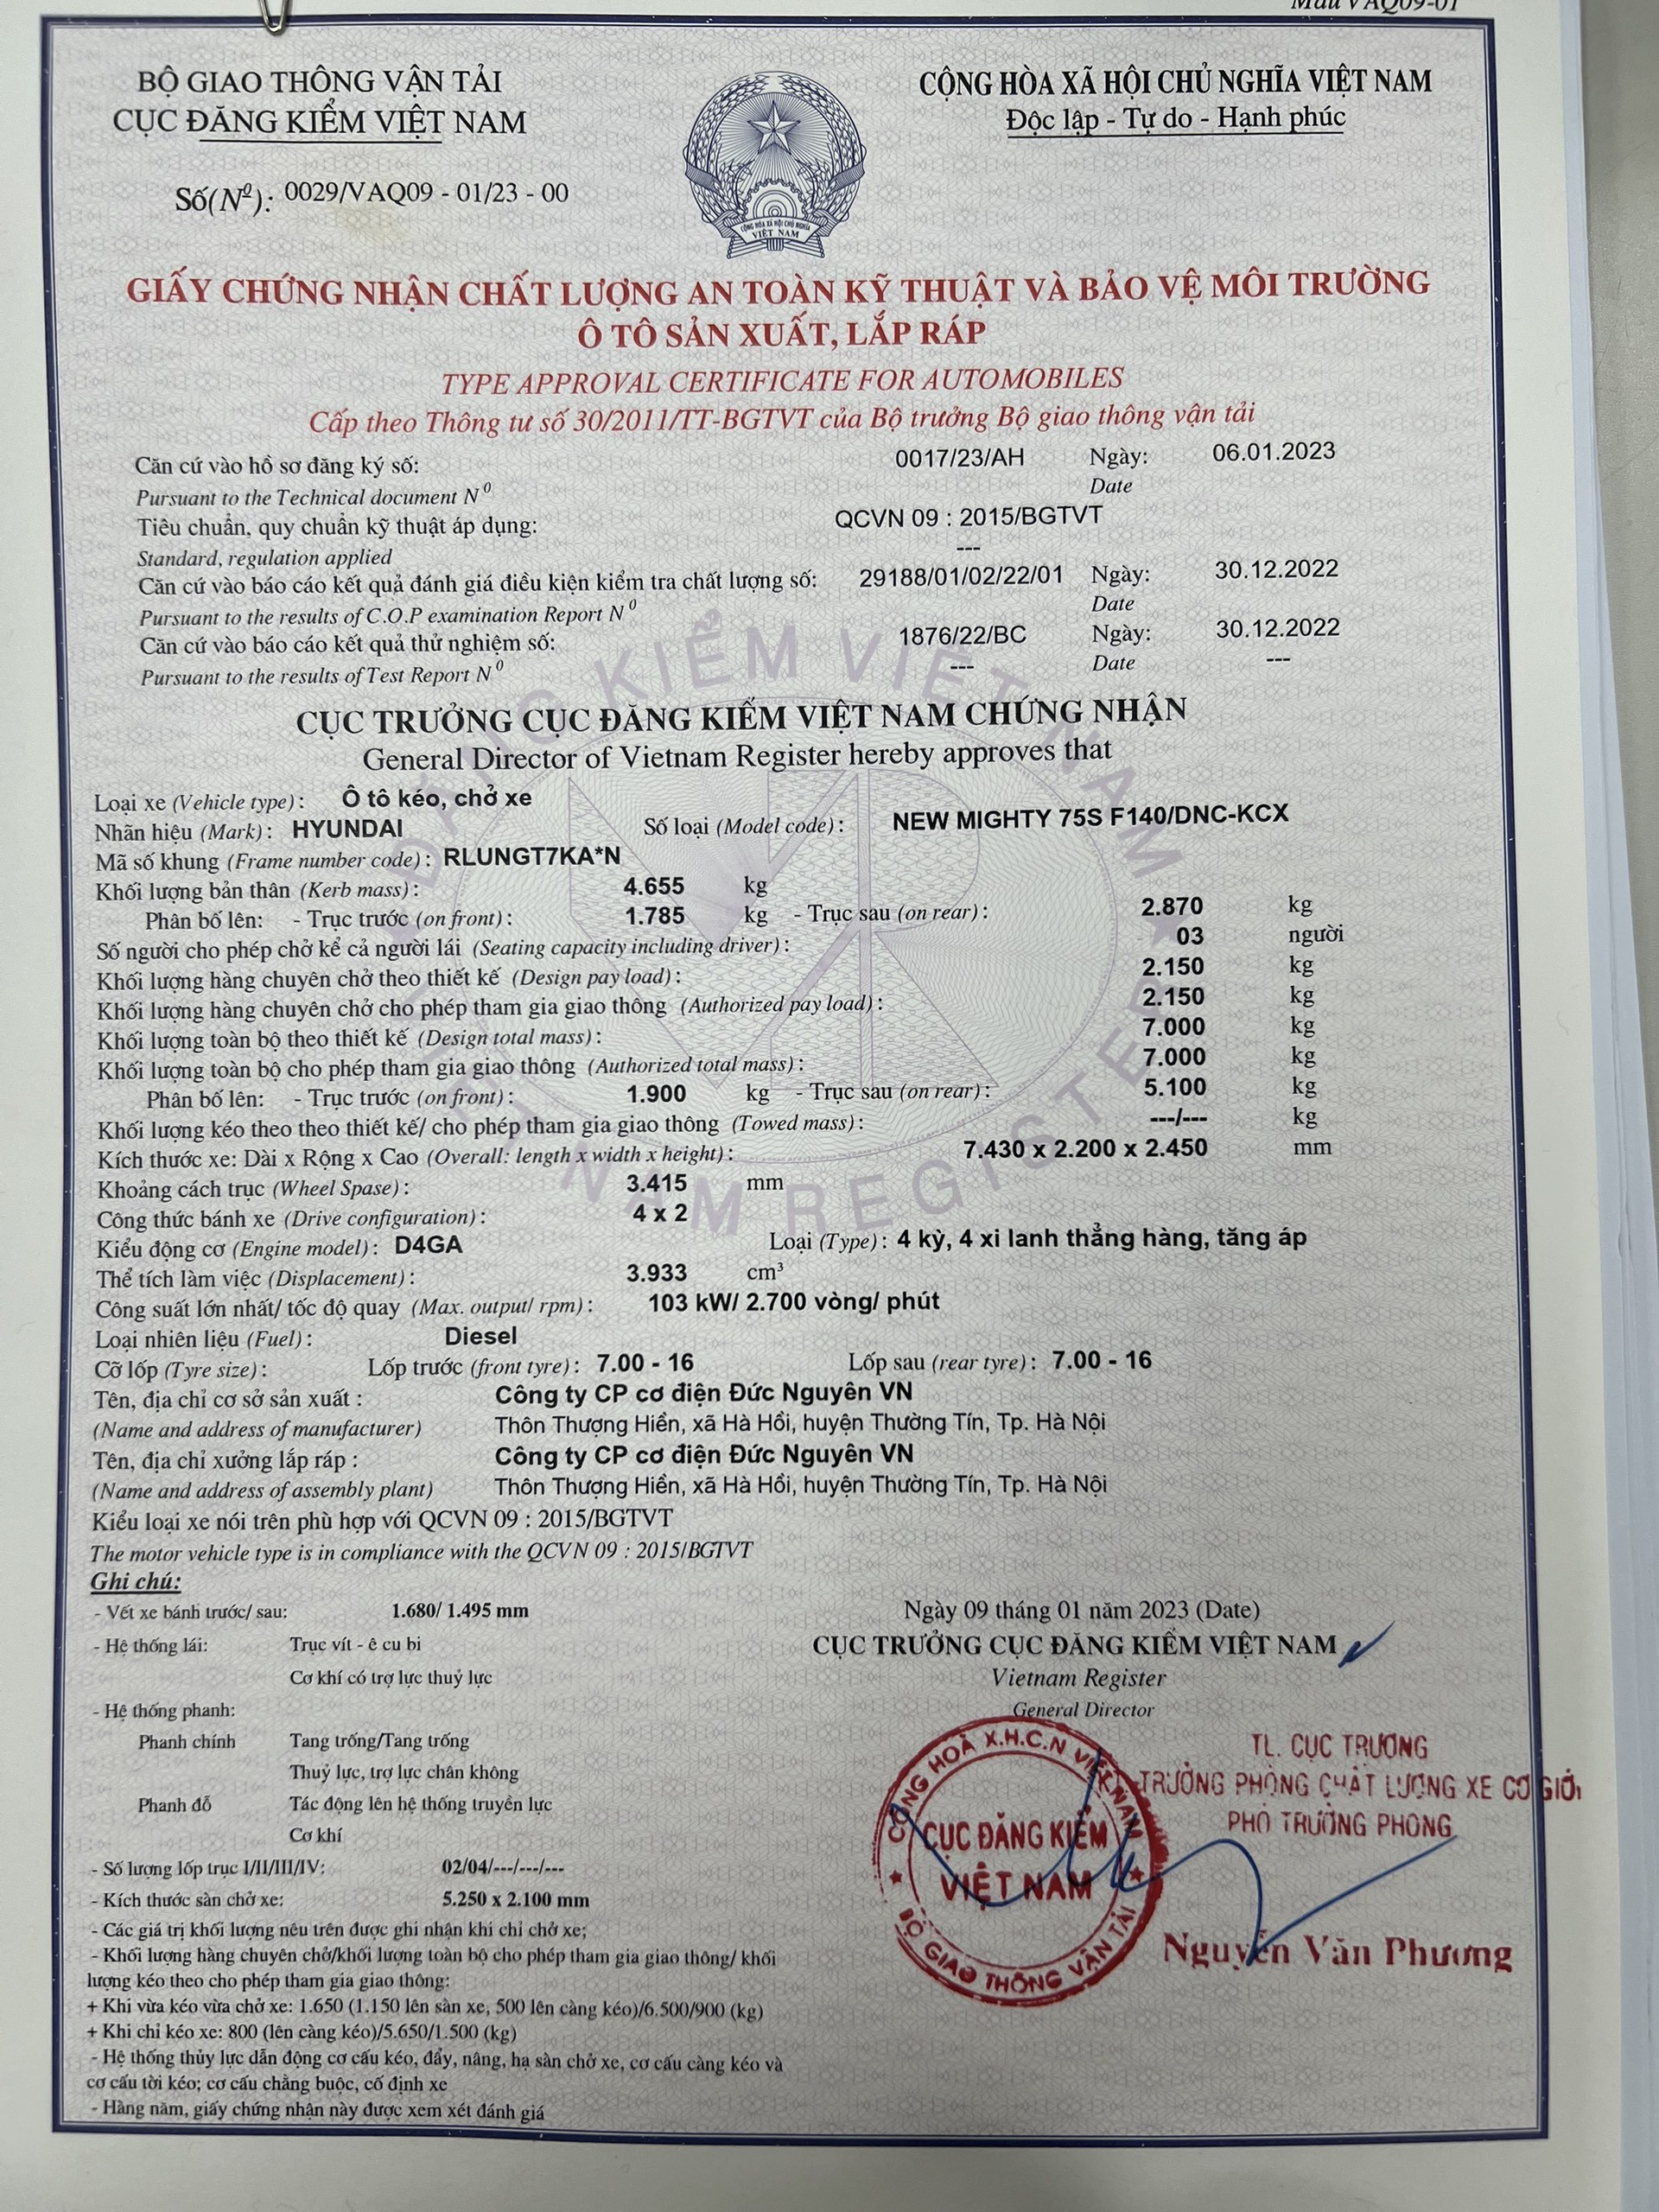 Mẫu VAQ09-01
BỘ GIAO THÔNG VẬN TẢI
CỤC ĐĂNG KIỂM VIỆT NAM
CỘNG HÒA XÃ HỘI CHỦ NGHĨA VIỆT NAM
Độc lập - Tự do - Hạnh phúc
Số(Nº): 0029/VAQ09 - 01/23 - 00
CỘNG HÒA XÃ HỘI CHỦ NGHĨA
VIỆT NAM
GIẤY CHỨNG NHẬN CHẤT LƯỢNG AN TOÀN KỸ THUẬT VÀ BẢO VỆ MÔI TRƯỜNG
Ô TÔ SẢN XUẤT, LẮP RÁP
TYPE APPROVAL CERTIFICATE FOR AUTOMOBILES
Cấp theo Thông tư số 30/2011/TT-BGTVT của Bộ trưởng Bộ giao thông vận tải
Căn cứ vào hồ sơ đăng ký số: 0017/23/AH Ngày: 06.01.2023
Pursuant to the Technical document N⁰ Date
Tiêu chuẩn, quy chuẩn kỹ thuật áp dụng: QCVN 09 : 2015/BGTVT
Standard, regulation applied ---
Căn cứ vào báo cáo kết quả đánh giá điều kiện kiểm tra chất lượng số: 29188/01/02/22/01 Ngày: 30.12.2022
Pursuant to the results of C.O.P examination Report N⁰ Date
Căn cứ vào báo cáo kết quả thử nghiệm số: 1876/22/BC Ngày: 30.12.2022
Pursuant to the results of Test Report N⁰ --- Date ---
CỤC TRƯỞNG CỤC ĐĂNG KIỂM VIỆT NAM CHỨNG NHẬN
General Director of Vietnam Register hereby approves that
Loại xe (Vehicle type): Ô tô kéo, chở xe
Nhãn hiệu (Mark): HYUNDAI Số loại (Model code): NEW MIGHTY 75S F140/DNC-KCX
Mã số khung (Frame number code): RLUNGT7KA*N
Khối lượng bản thân (Kerb mass): 4.655 kg
Phân bố lên: - Trục trước (on front): 1.785 kg - Trục sau (on rear): 2.870 kg
Số người cho phép chở kể cả người lái (Seating capacity including driver): 03 người
Khối lượng hàng chuyên chở theo thiết kế (Design pay load): 2.150 kg
Khối lượng hàng chuyên chở cho phép tham gia giao thông (Authorized pay load): 2.150 kg
Khối lượng toàn bộ theo thiết kế (Design total mass): 7.000 kg
Khối lượng toàn bộ cho phép tham gia giao thông (Authorized total mass): 7.000 kg
Phân bố lên: - Trục trước (on front): 1.900 kg - Trục sau (on rear): 5.100 kg
Khối lượng kéo theo theo thiết kế/ cho phép tham gia giao thông (Towed mass): ---/--- kg
Kích thước xe: Dài x Rộng x Cao (Overall: length x width x height): 7.430 x 2.200 x 2.450 mm
Khoảng cách trục (Wheel Spase): 3.415 mm
Công thức bánh xe (Drive configuration): 4 x 2
Kiểu động cơ (Engine model): D4GA Loại (Type): 4 kỳ, 4 xi lanh thẳng hàng, tăng áp
Thể tích làm việc (Displacement): 3.933 cm³
Công suất lớn nhất/ tốc độ quay (Max. output/ rpm): 103 kW/ 2.700 vòng/ phút
Loại nhiên liệu (Fuel): Diesel
Cỡ lốp (Tyre size): Lốp trước (front tyre): 7.00 - 16 Lốp sau (rear tyre): 7.00 - 16
Tên, địa chỉ cơ sở sản xuất : Công ty CP cơ điện Đức Nguyên VN
(Name and address of manufacturer) Thôn Thượng Hiền, xã Hà Hồi, huyện Thường Tín, Tp. Hà Nội
Tên, địa chỉ xưởng lắp ráp : Công ty CP cơ điện Đức Nguyên VN
(Name and address of assembly plant) Thôn Thượng Hiền, xã Hà Hồi, huyện Thường Tín, Tp. Hà Nội
Kiểu loại xe nói trên phù hợp với QCVN 09 : 2015/BGTVT
The motor vehicle type is in compliance with the QCVN 09 : 2015/BGTVT
Ghi chú:
- Vết xe bánh trước/ sau: 1.680/ 1.495 mm
- Hệ thống lái: Trục vít - ê cu bi
Cơ khí có trợ lực thuỷ lực
- Hệ thống phanh:
Phanh chính Tang trống/Tang trống
Thuỷ lực, trợ lực chân không
Phanh đỗ Tác động lên hệ thống truyền lực
Cơ khí
- Số lượng lốp trục I/II/III/IV: 02/04/---/---/---
- Kích thước sàn chở xe: 5.250 x 2.100 mm
- Các giá trị khối lượng nêu trên được ghi nhận khi chỉ chở xe;
- Khối lượng hàng chuyên chở/khối lượng toàn bộ cho phép tham gia giao thông/ khối
lượng kéo theo cho phép tham gia giao thông:
+ Khi vừa kéo vừa chở xe: 1.650 (1.150 lên sàn xe, 500 lên càng kéo)/6.500/900 (kg)
+ Khi chỉ kéo xe: 800 (lên càng kéo)/5.650/1.500 (kg)
- Hệ thống thủy lực dẫn động cơ cấu kéo, đẩy, nâng, hạ sàn chở xe, cơ cấu càng kéo và
cơ cấu tời kéo; cơ cấu chằng buộc, cố định xe
- Hàng năm, giấy chứng nhận này được xem xét đánh giá
Ngày 09 tháng 01 năm 2023 (Date)
CỤC TRƯỞNG CỤC ĐĂNG KIỂM VIỆT NAM
Vietnam Register
General Director
TL. CỤC TRƯỞNG
TRƯỞNG PHÒNG CHẤT LƯỢNG XE CƠ GIỚI
PHÓ TRƯỞNG PHÒNG
CỘNG HOÀ X.H.C.N VIỆT NAM
CỤC ĐĂNG KIỂM
VIỆT NAM
BỘ GIAO THÔNG VẬN TẢI
Nguyễn Văn Phương
CỤC ĐĂNG KIỂM VIỆT NAM
VIETNAM REGISTER
VR